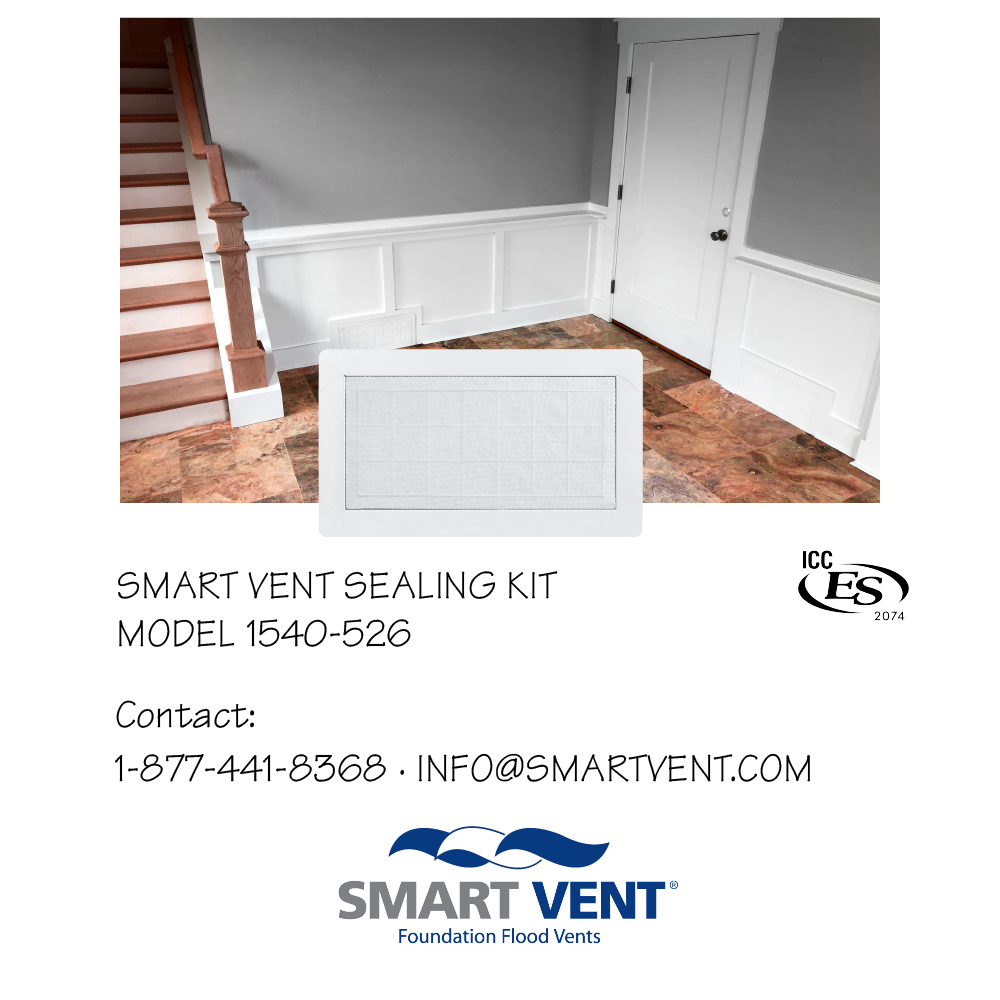 SMART VENT SEALING KIT
MODEL 1540-526
ICC
ES
2074
Contact:
1-877-441-8368 · INFO@SMARTVENT.COM
SMART VENT®
Foundation Flood Vents